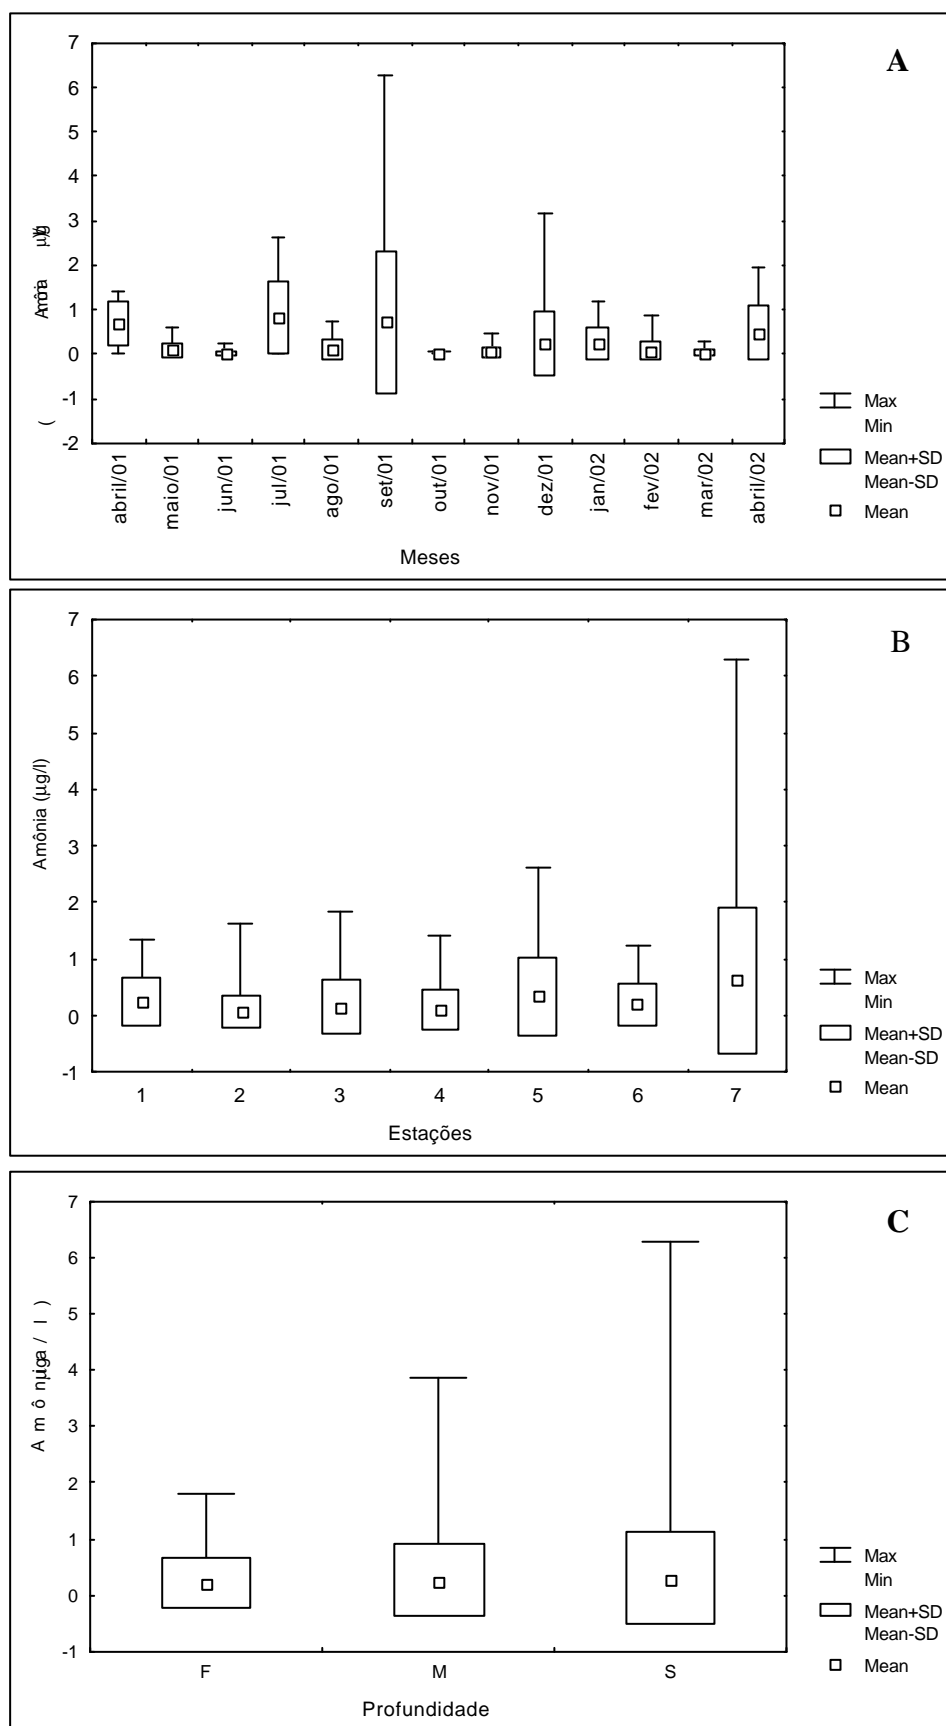 A
7
6
5
4
3
2
1
0
-1
-2
(
abril/01 maio/01 jun/01 jul/01 ago/01 set/01 out/01 nov/01 dez/01 jan/02 fev/02 mar/02 abril/02
Meses
Max
Min
Mean+SD
Mean-SD
Mean
B
7
6
5
4
3
2
1
0
-1
Amônia (µg/l)
1 2 3 4 5 6 7
Estações
Max
Min
Mean+SD
Mean-SD
Mean
C
7
6
5
4
3
2
1
0
-1
F M S
Profundidade
Max
Min
Mean+SD
Mean-SD
Mean